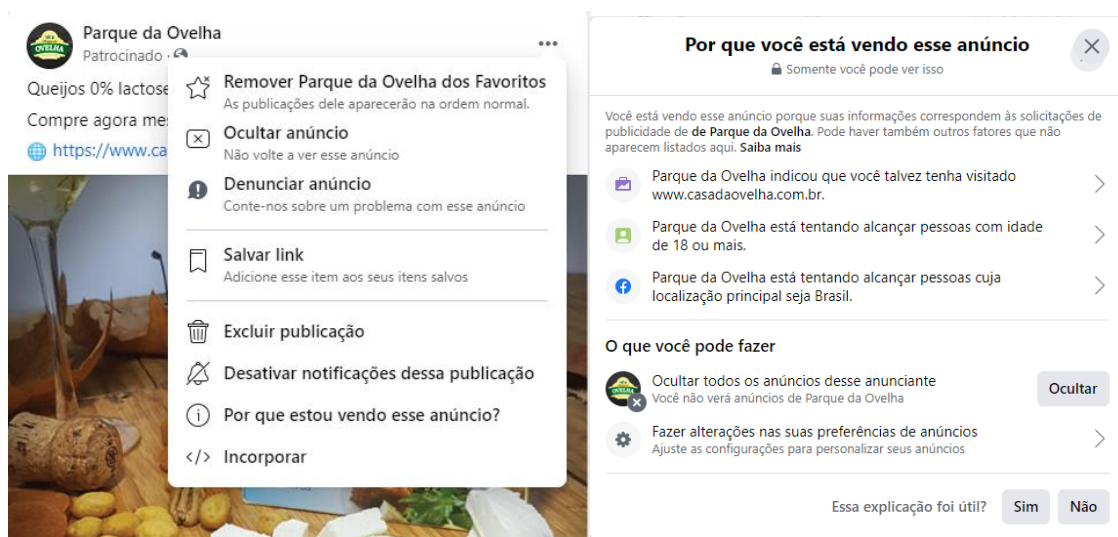 Parque da Ovelha
Patrocinado ·
OVELHA
Queijos 0% lactose
Compre agora me
https://www.ca
Remover Parque da Ovelha dos Favoritos
As publicações dele aparecerão na ordem normal.
Ocultar anúncio
Não volte a ver esse anúncio
Denunciar anúncio
Conte-nos sobre um problema com esse anúncio
Salvar link
Adicione esse item aos seus itens salvos
Excluir publicação
Desativar notificações dessa publicação
Por que estou vendo esse anúncio?
Incorporar
Por que você está vendo esse anúncio
Somente você pode ver isso
Você está vendo esse anúncio porque suas informações correspondem às solicitações de
publicidade de de Parque da Ovelha. Pode haver também outros fatores que não
aparecem listados aqui. Saiba mais
Parque da Ovelha indicou que você talvez tenha visitado
www.casadaovelha.com.br.
Parque da Ovelha está tentando alcançar pessoas com idade
de 18 ou mais.
Parque da Ovelha está tentando alcançar pessoas cuja
localização principal seja Brasil.
O que você pode fazer
Ocultar todos os anúncios desse anunciante
Você não verá anúncios de Parque da Ovelha
Ocultar
Fazer alterações nas suas preferências de anúncios
Ajuste as configurações para personalizar seus anúncios
Essa explicação foi útil?
Sim
Não